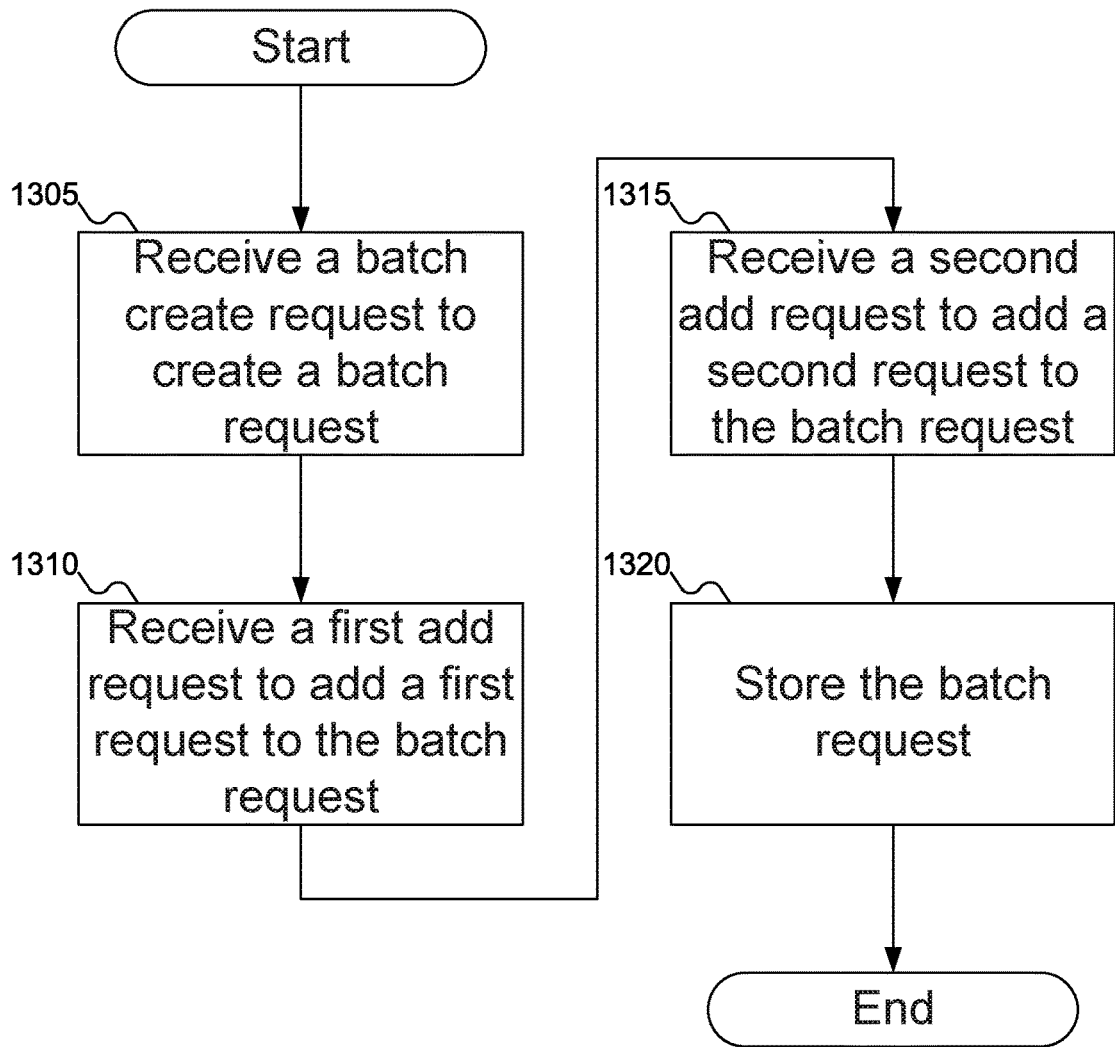 Start
1305
Receive a batch
create request to
create a batch
request
1310
Receive a first add
request to add a first
request to the batch
request
1315
Receive a second
add request to add a
second request to
the batch request
1320
Store the batch
request
End